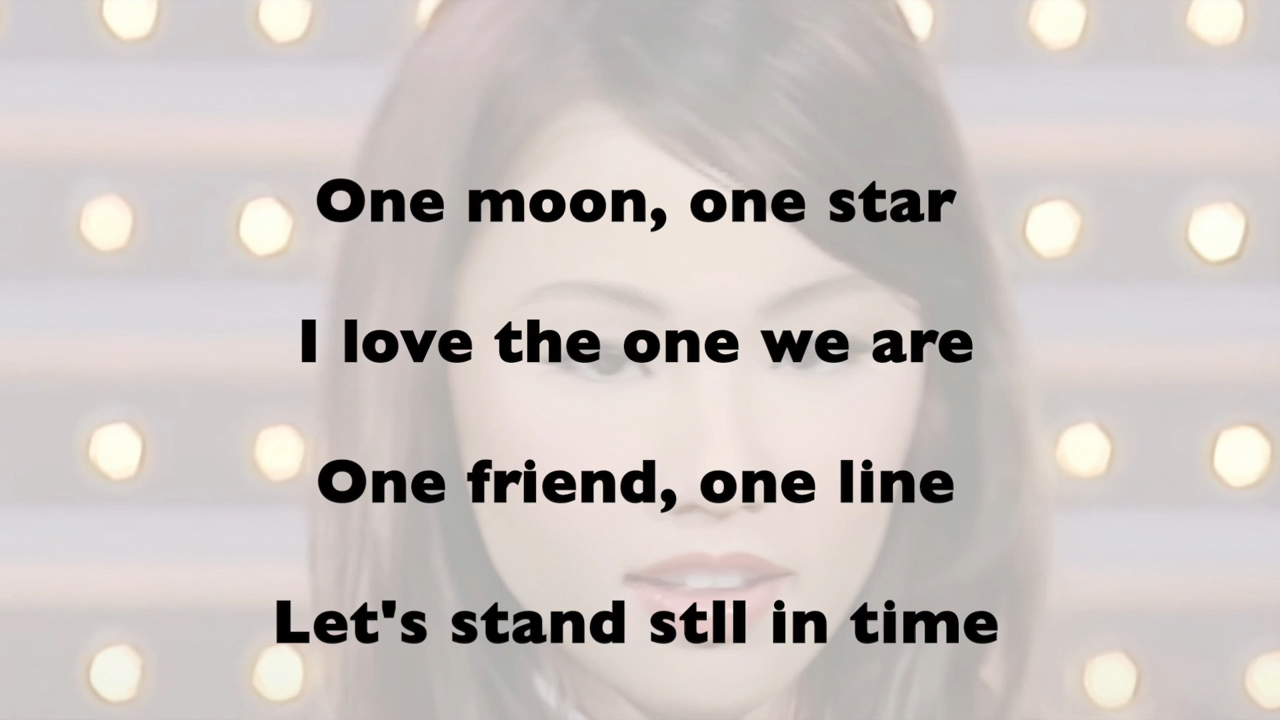 One moon, one star
I love the one we are
One friend, one line
Let's stand stll in time